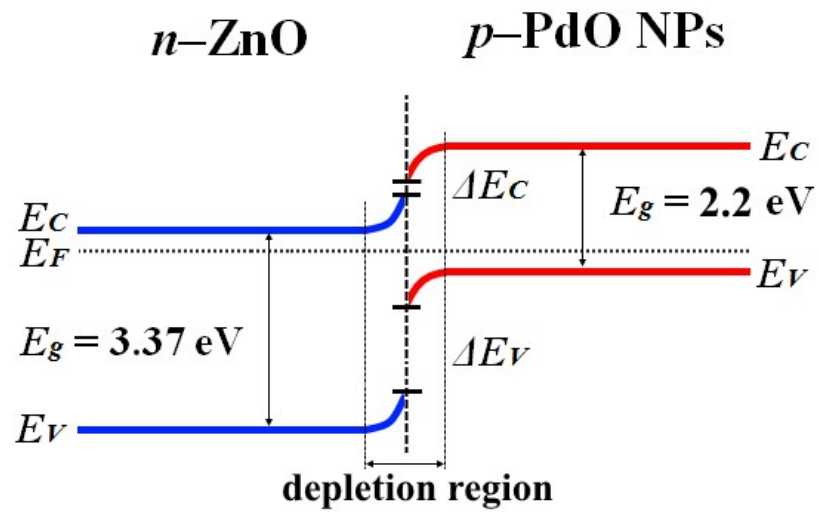 n–ZnO
p–PdO NPs
EC
ΔEC
Eg = 2.2 eV
EC
EF
EV
Eg = 3.37 eV
ΔEV
EV
depletion region